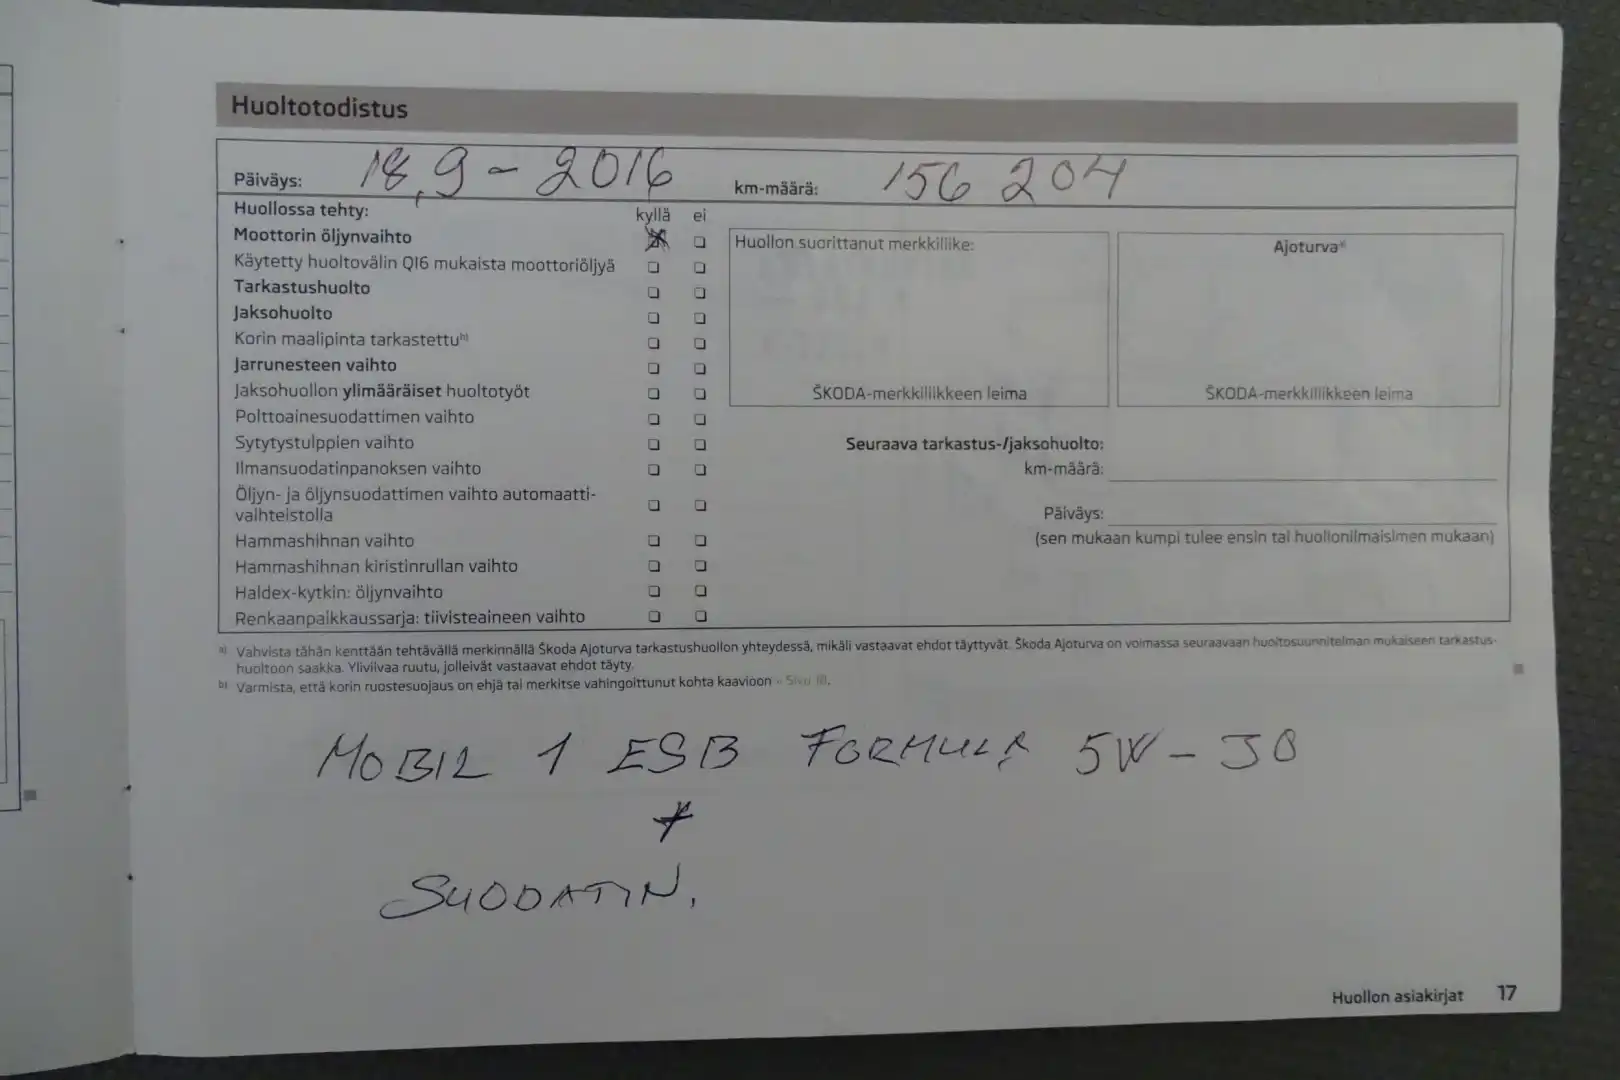 Huoltotodistus
Päiväys: 18.9-2016 km-määrä: 156 204
Huollossa tehty: kyllä ei
Moottorin öljynvaihto
Käytetty huoltovälin QI6 mukaista moottoriöljyä
Tarkastushuolto
Jaksohuolto
Korin maalipinta tarkastettu b)
Jarrunesteen vaihto
Jaksohuollon ylimääräiset huoltotyöt
Polttoainesuodattimen vaihto
Sytytystulppien vaihto
Ilmansuodatinpanoksen vaihto
Öljyn- ja öljynsuodattimen vaihto automaatti-
vaihteistolla
Hammashihnan vaihto
Hammashihnan kiristinrullan vaihto
Haldex-kytkin: öljynvaihto
Renkaanpaikkaussarja: tiivisteaineen vaihto
Huollon suorittanut merkkiliike:
ŠKODA-merkkiliikkeen leima
Ajoturva a)
ŠKODA-merkkiliikkeen leima
Seuraava tarkastus-/jaksohuolto:
km-määrä:
Päiväys:
(sen mukaan kumpi tulee ensin tai huollonilmaisimen mukaan)
a) Vahvista tähän kenttään tehtävällä merkinnällä Škoda Ajoturva tarkastushuollon yhteydessä, mikäli vastaavat ehdot täyttyvät. Škoda Ajoturva on voimassa seuraavaan huoltosuunnitelman mukaiseen tarkastus-
huoltoon saakka. Yliviivaa ruutu, jolleivät vastaavat ehdot täyty.
b) Varmista, että korin ruostesuojaus on ehjä tai merkitse vahingoittunut kohta kaavioon
MOBIL 1 ESB FORMULA 5W-30
+
SUODATIN.
Huollon asiakirjat 17